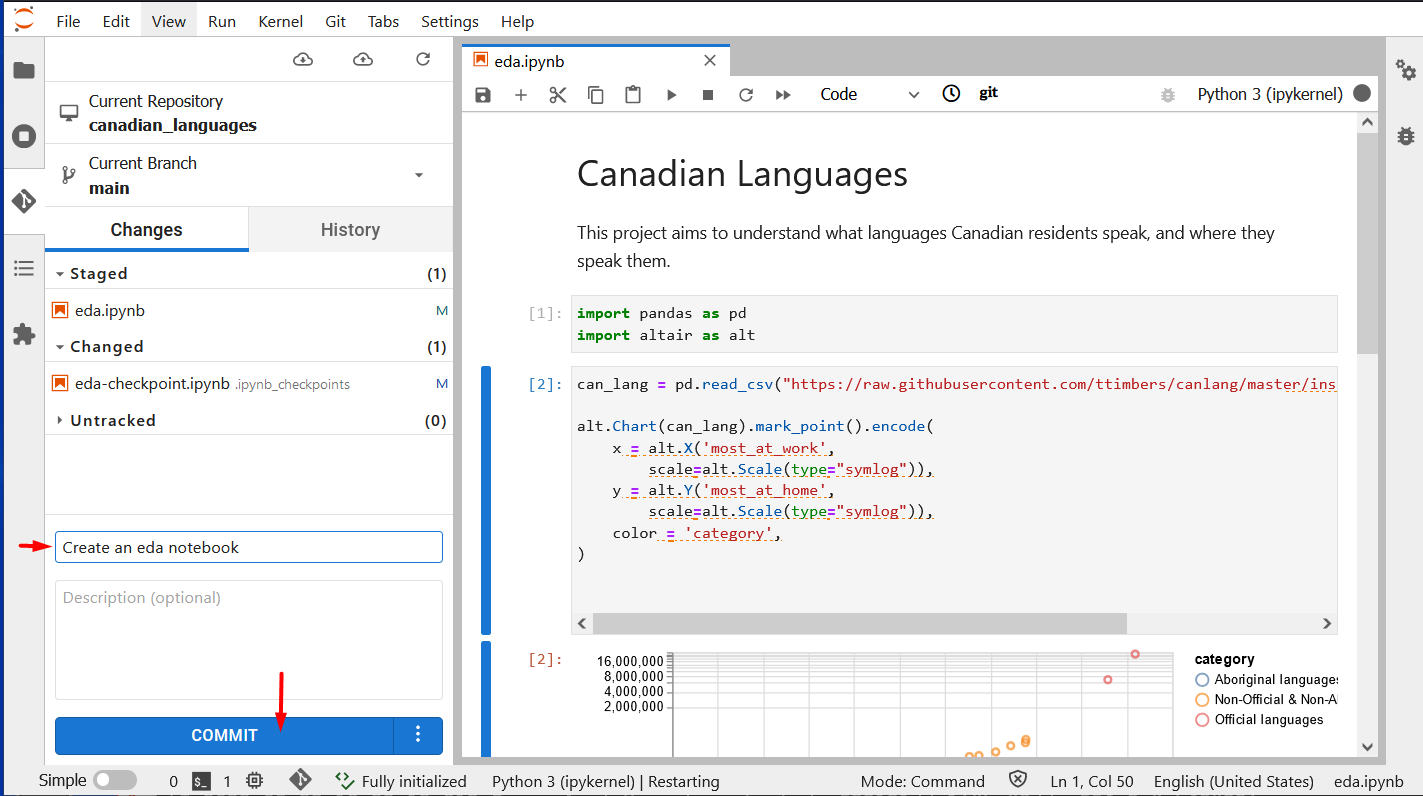 File Edit View Run Kernel Git Tabs Settings Help
Current Repository
canadian_languages
Current Branch
main
Changes History
Staged (1)
eda.ipynb M
Changed (1)
eda-checkpoint.ipynb .ipynb_checkpoints M
Untracked (0)
Create an eda notebook
Description (optional)
COMMIT
eda.ipynb
Code git Python 3 (ipykernel)
Canadian Languages
This project aims to understand what languages Canadian residents speak, and where they
speak them.
[1]: import pandas as pd
import altair as alt
[2]: can_lang = pd.read_csv("https://raw.githubusercontent.com/ttimbers/canlang/master/ins
alt.Chart(can_lang).mark_point().encode(
x = alt.X('most_at_work',
scale=alt.Scale(type="symlog")),
y = alt.Y('most_at_home',
scale=alt.Scale(type="symlog")),
color = 'category',
)
[2]:
16,000,000
8,000,000
4,000,000
2,000,000
category
Aboriginal languages
Non-Official & Non-A
Official languages
Simple 0 $_ 1 Fully initialized Python 3 (ipykernel) | Restarting Mode: Command Ln 1, Col 50 English (United States) eda.ipynb